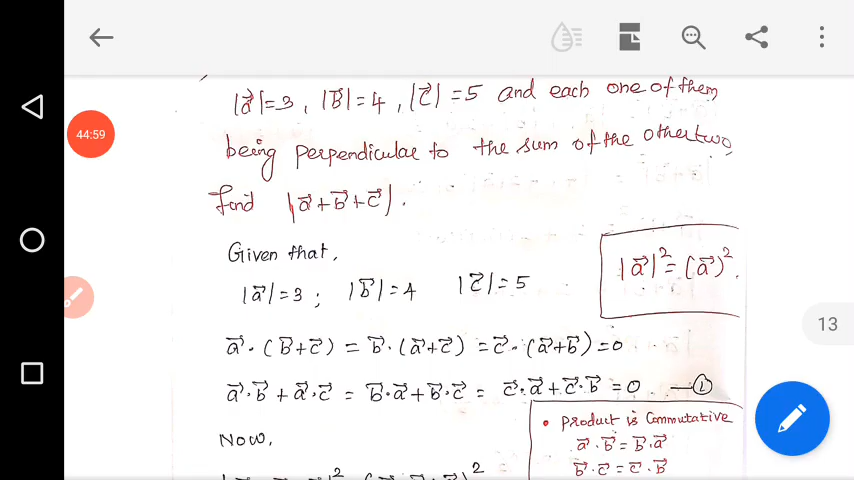 |a⃗|=3 , |b⃗|=4 , |c⃗|=5 and each one of them
being perpendicular to the sum of the other two,
find |a⃗+b⃗+c⃗|.
Given that,
|a⃗|=3 ; |b⃗|=4 |c⃗|=5
|a⃗|²=(a⃗)².
a⃗·(b⃗+c⃗) = b⃗·(a⃗+c⃗) = c⃗·(a⃗+b⃗) = 0
a⃗·b⃗ + a⃗·c⃗ = b⃗·a⃗ + b⃗·c⃗ = c⃗·a⃗ + c⃗·b⃗ = 0 —①
• product is Commutative
a⃗·b⃗ = b⃗·a⃗
b⃗·c⃗ = c⃗·b⃗
Now,
44:59
13